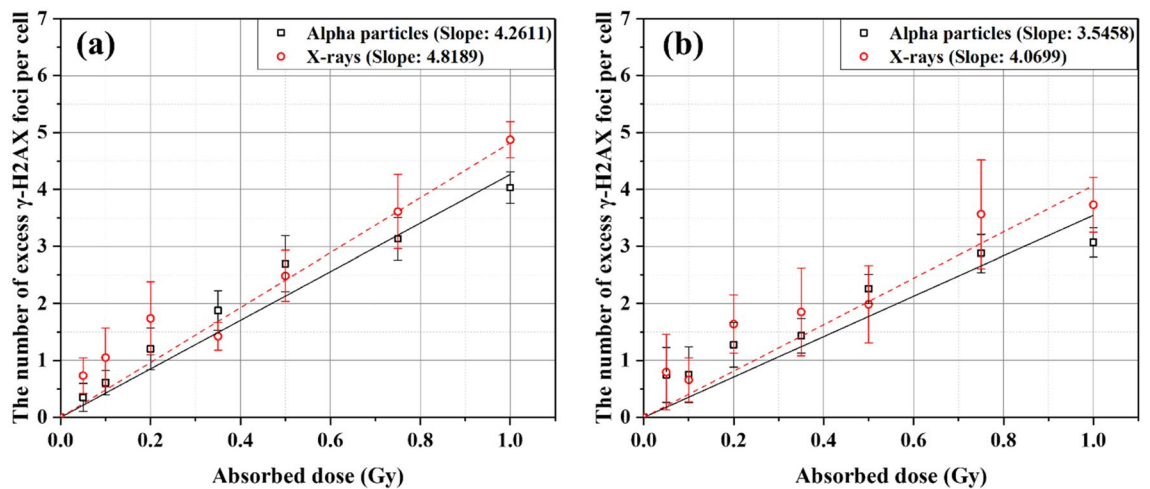 (a)
Alpha particles (Slope: 4.2611)
X-rays (Slope: 4.8189)
The number of excess γ-H2AX foci per cell
7
6
5
4
3
2
1
0
0.0 0.2 0.4 0.6 0.8 1.0
Absorbed dose (Gy)
(b)
Alpha particles (Slope: 3.5458)
X-rays (Slope: 4.0699)
The number of excess γ-H2AX foci per cell
7
6
5
4
3
2
1
0
0.0 0.2 0.4 0.6 0.8 1.0
Absorbed dose (Gy)